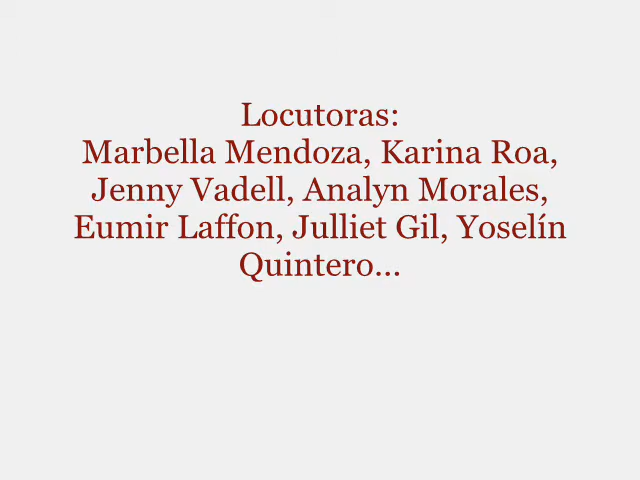 Locutoras:
Marbella Mendoza, Karina Roa,
Jenny Vadell, Analyn Morales,
Eumir Laffon, Julliet Gil, Yoselín
Quintero...